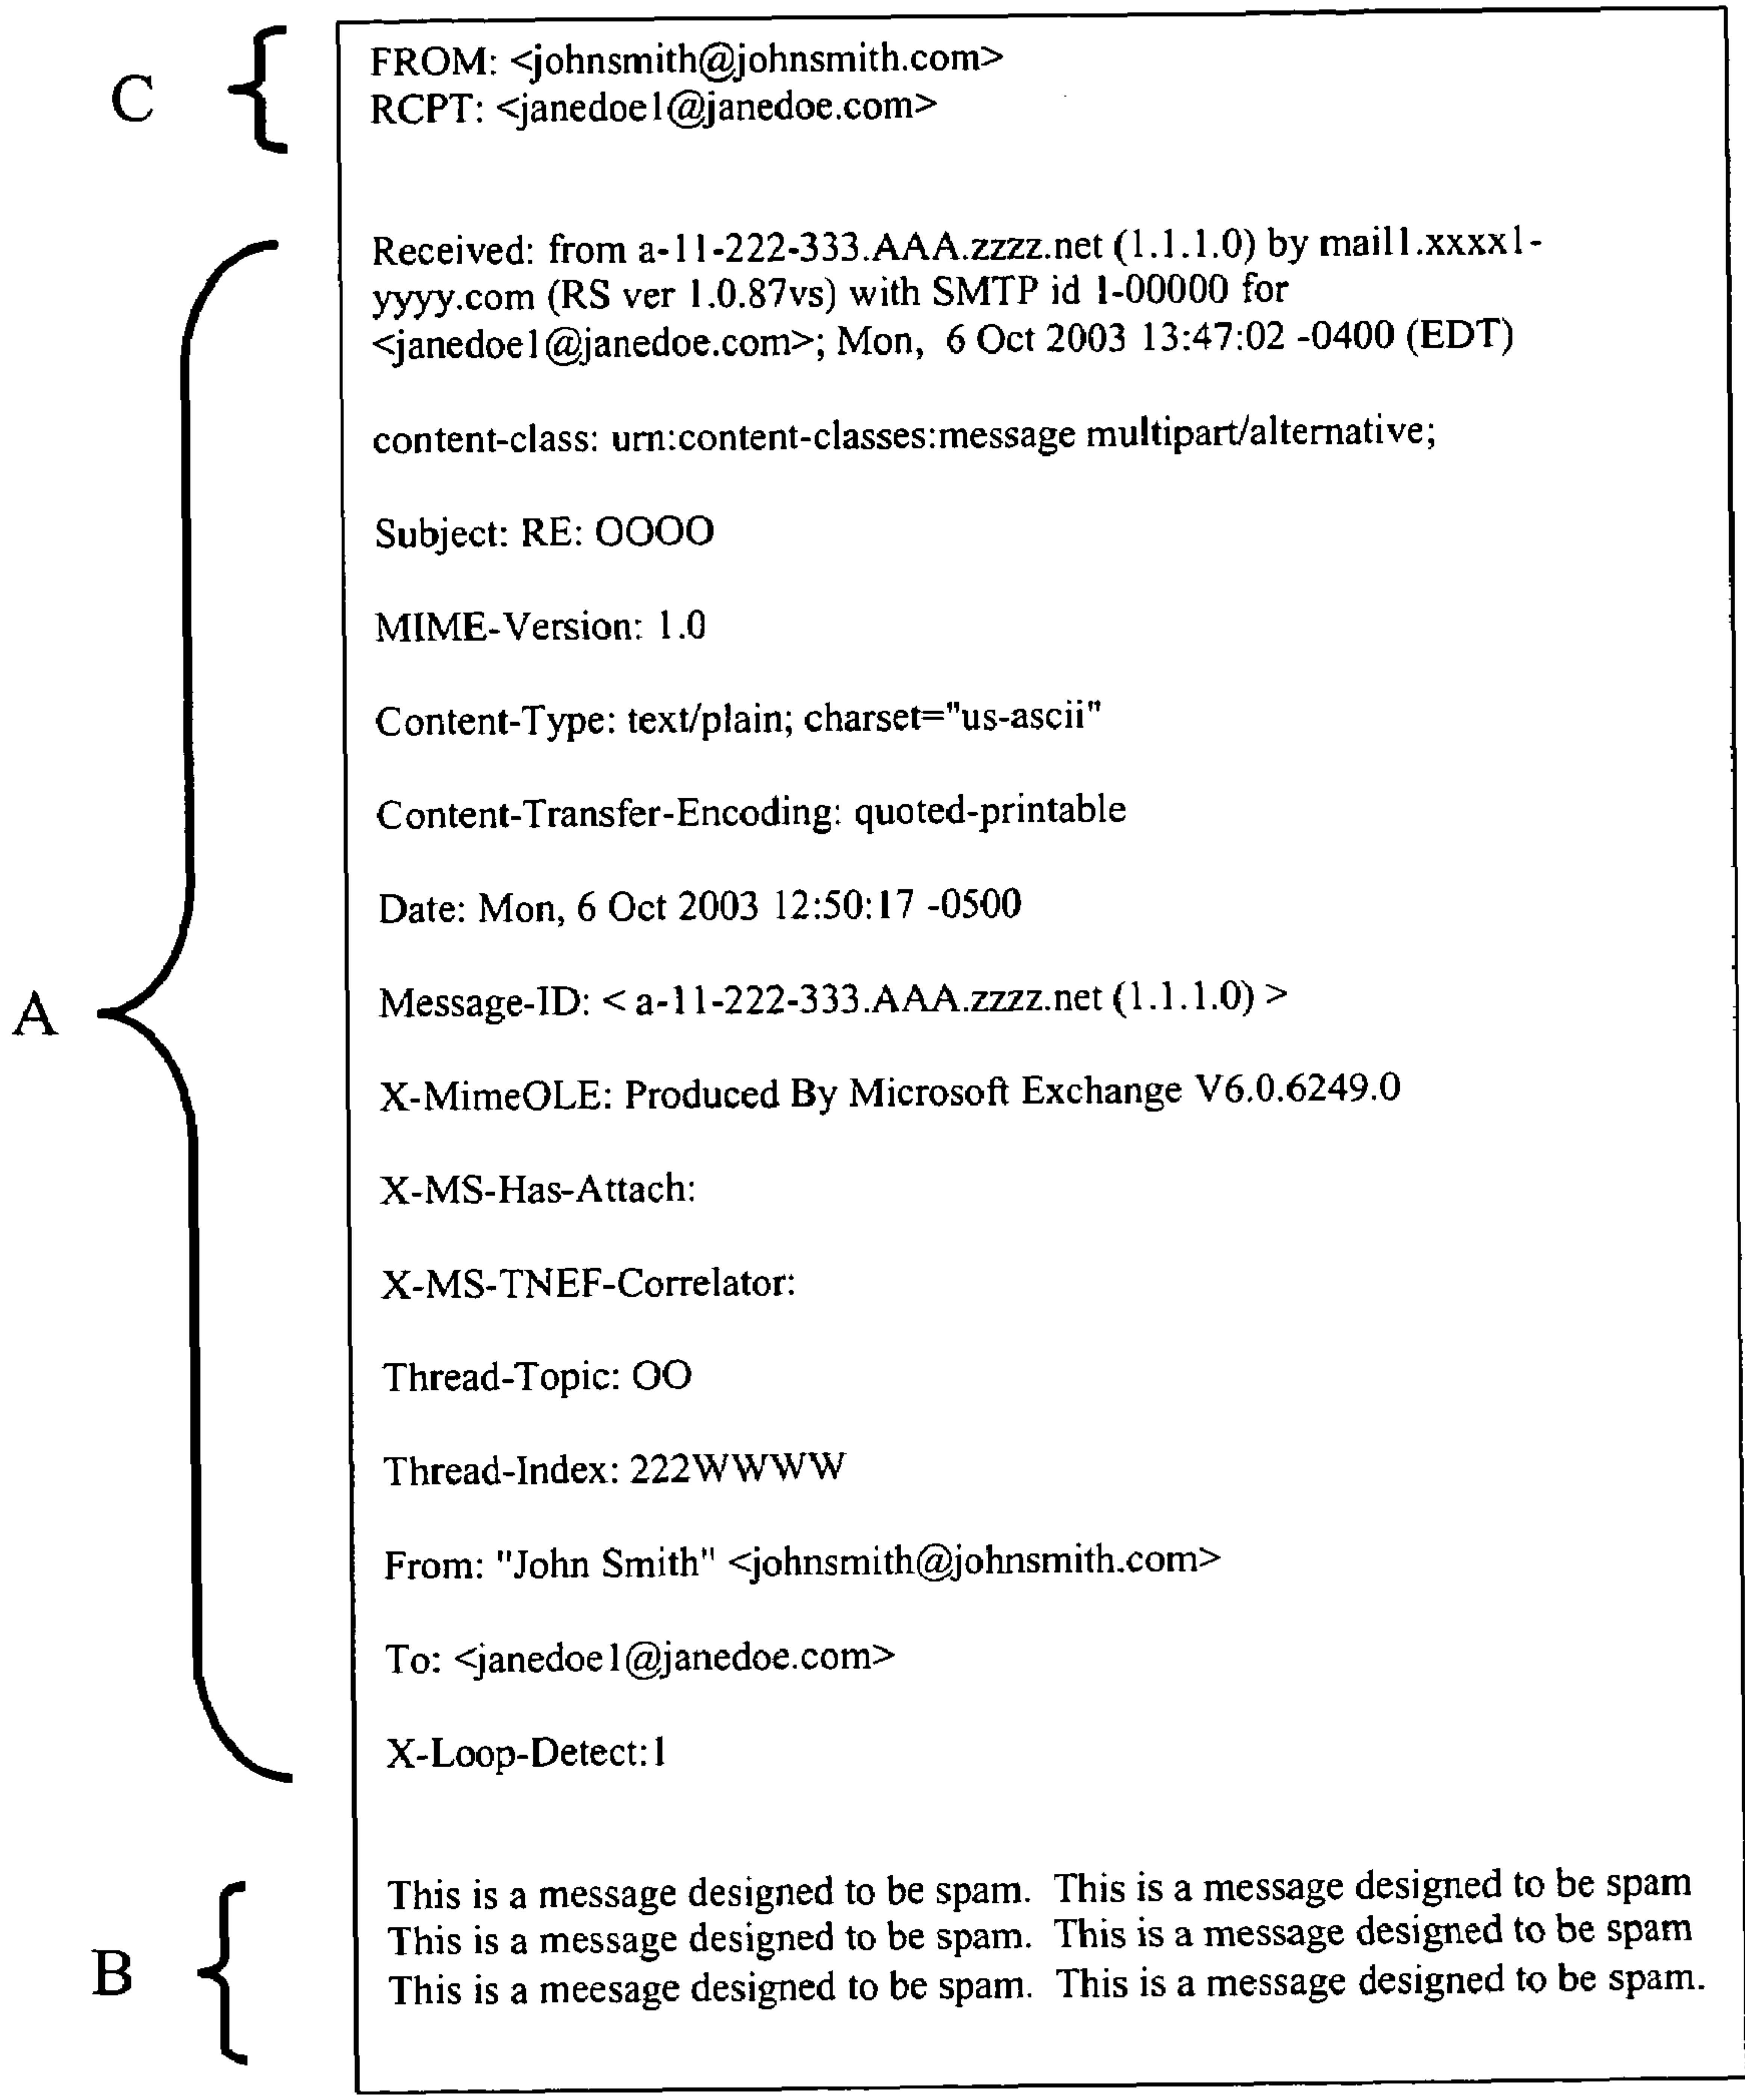 C
FROM: <johnsmith@johnsmith.com>
RCPT: <janedoe1@janedoe.com>
Received: from a-11-222-333.AAA.zzzz.net (1.1.1.0) by mail1.xxxx1-
yyyy.com (RS ver 1.0.87vs) with SMTP id 1-00000 for
<janedoe1@janedoe.com>; Mon, 6 Oct 2003 13:47:02 -0400 (EDT)
content-class: urn:content-classes:message multipart/alternative;
Subject: RE: OOOO
MIME-Version: 1.0
Content-Type: text/plain; charset="us-ascii"
Content-Transfer-Encoding: quoted-printable
Date: Mon, 6 Oct 2003 12:50:17 -0500
A
Message-ID: < a-11-222-333.AAA.zzzz.net (1.1.1.0) >
X-MimeOLE: Produced By Microsoft Exchange V6.0.6249.0
X-MS-Has-Attach:
X-MS-TNEF-Correlator:
Thread-Topic: OO
Thread-Index: 222WWWW
From: "John Smith" <johnsmith@johnsmith.com>
To: <janedoe1@janedoe.com>
X-Loop-Detect:1
B
This is a message designed to be spam. This is a message designed to be spam
This is a message designed to be spam. This is a message designed to be spam
This is a meesage designed to be spam. This is a message designed to be spam.